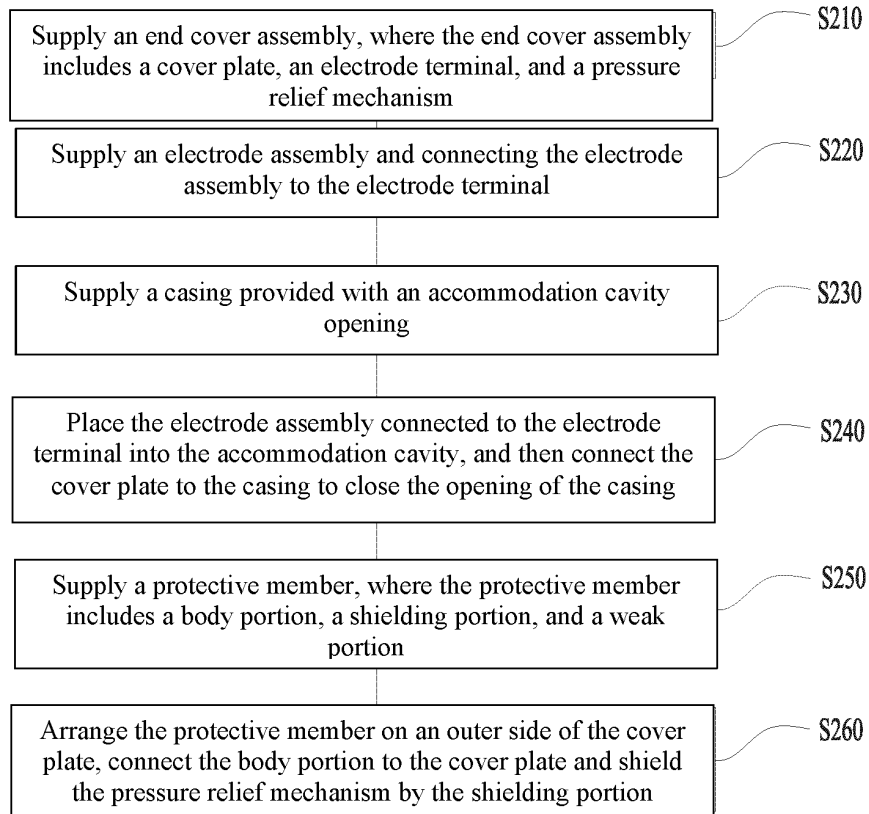 Supply an end cover assembly, where the end cover assembly
includes a cover plate, an electrode terminal, and a pressure
relief mechanism
S210
Supply an electrode assembly and connecting the electrode
assembly to the electrode terminal
S220
Supply a casing provided with an accommodation cavity
opening
S230
Place the electrode assembly connected to the electrode
terminal into the accommodation cavity, and then connect the
cover plate to the casing to close the opening of the casing
S240
Supply a protective member, where the protective member
includes a body portion, a shielding portion, and a weak
portion
S250
Arrange the protective member on an outer side of the cover
plate, connect the body portion to the cover plate and shield
the pressure relief mechanism by the shielding portion
S260